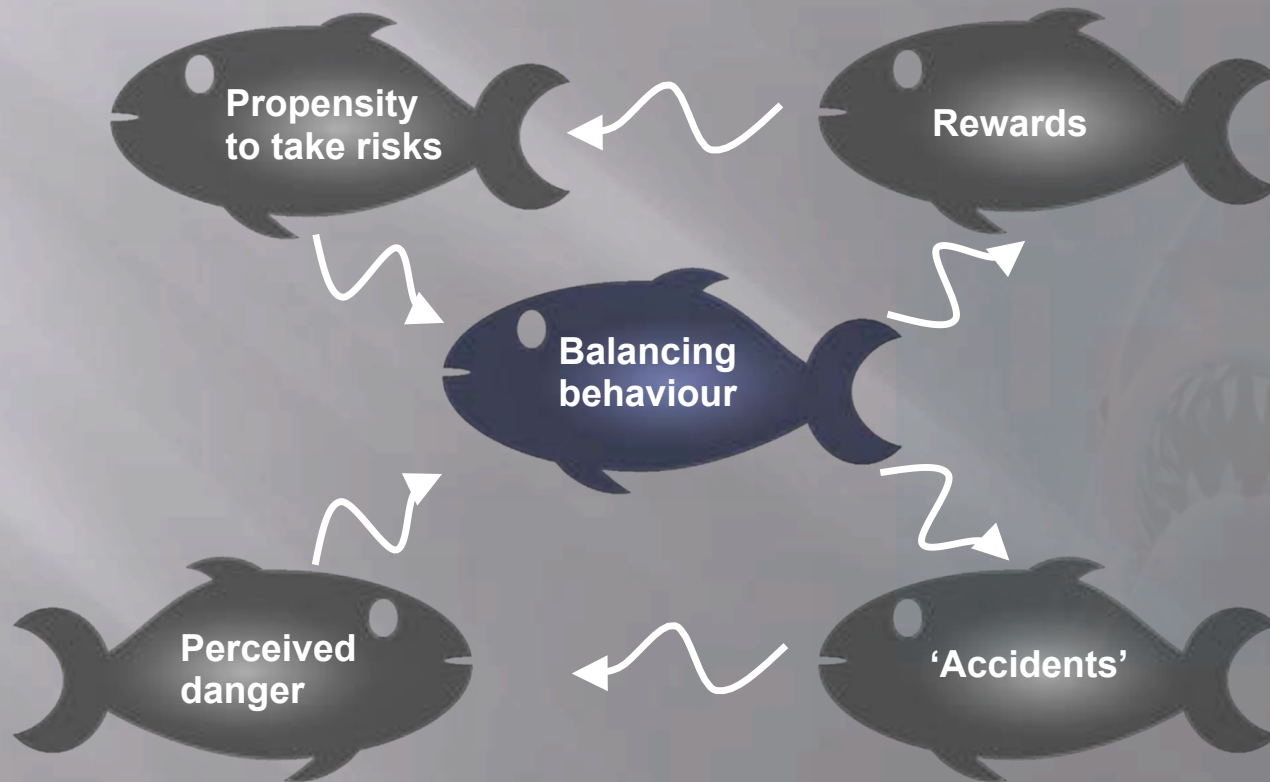 Propensity
to take risks
Rewards
Balancing
behaviour
Perceived
danger
‘Accidents’